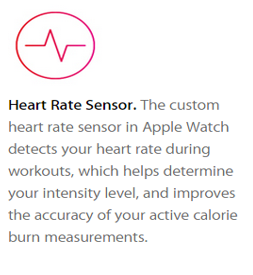 Heart Rate Sensor. The custom
heart rate sensor in Apple Watch
detects your heart rate during
workouts, which helps determine
your intensity level, and improves
the accuracy of your active calorie
burn measurements.